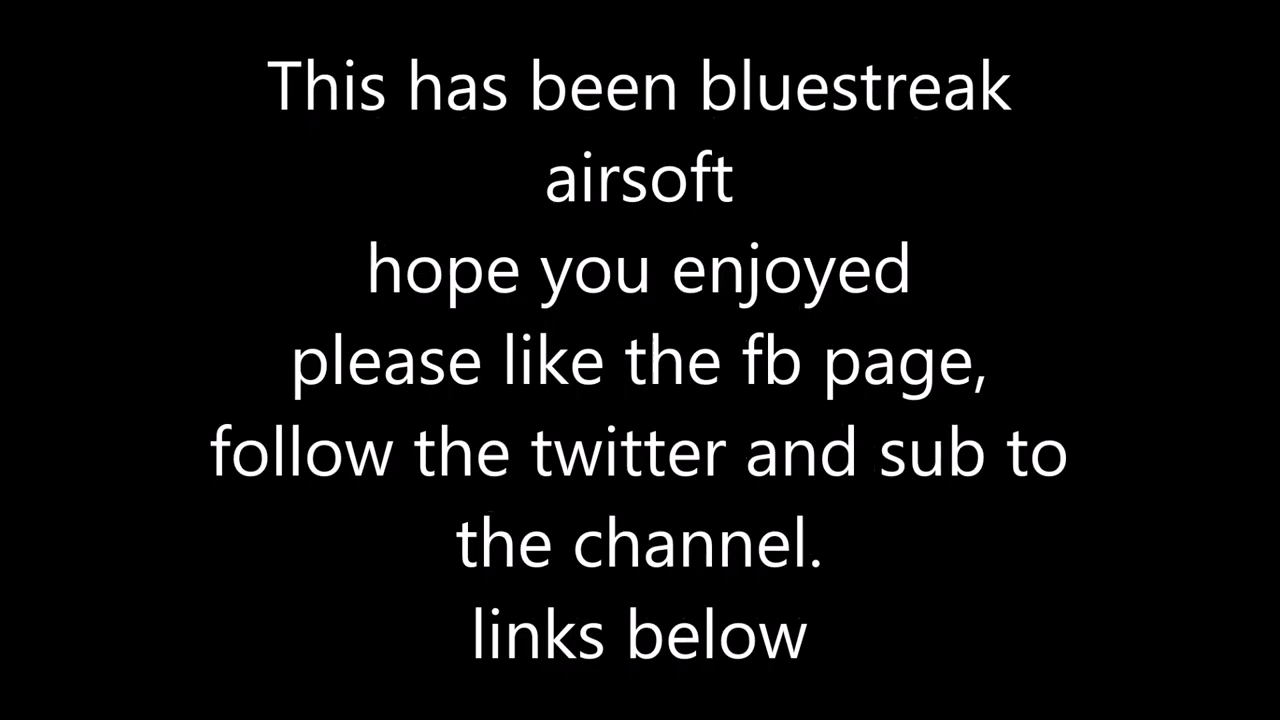 This has been bluestreak
airsoft
hope you enjoyed
please like the fb page,
follow the twitter and sub to
the channel.
links below